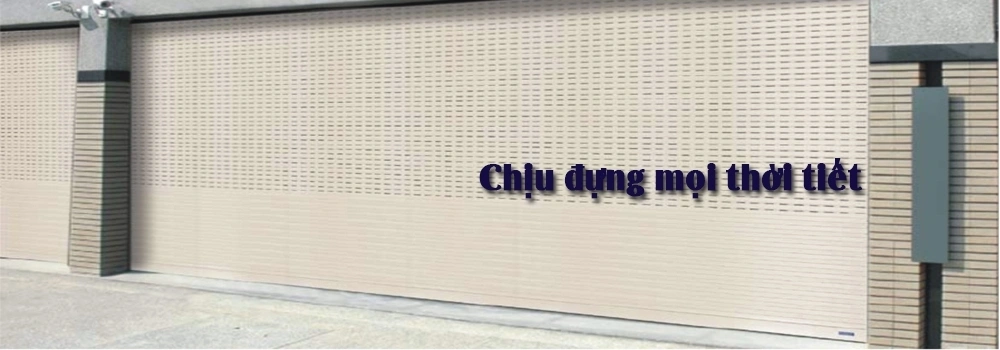 Chịu đựng mọi thời tiết